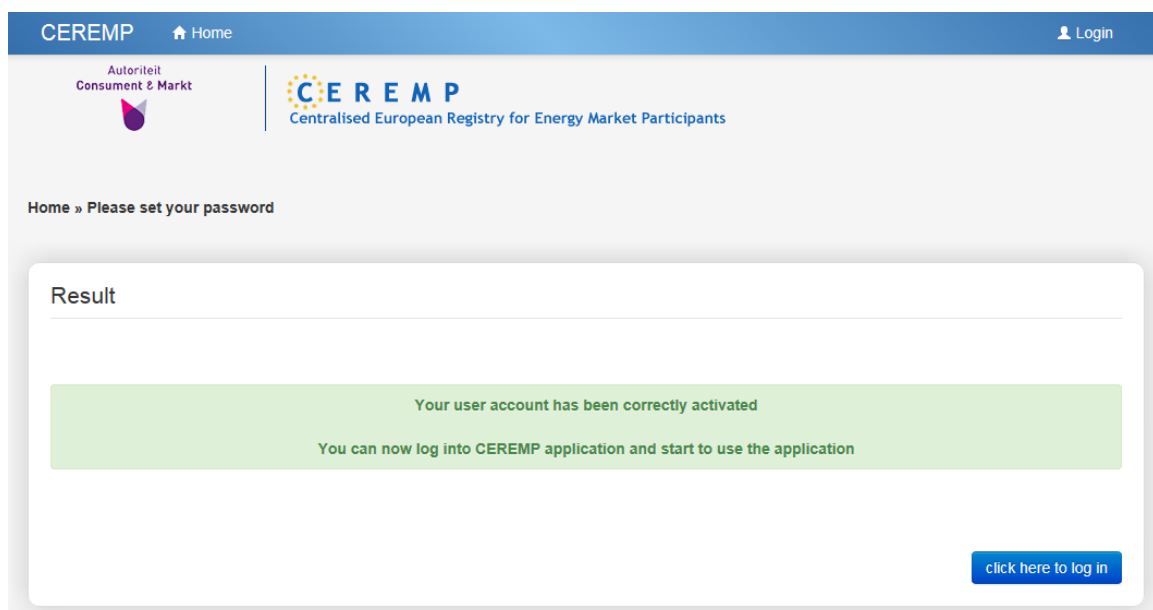 CEREMP Home Login
Autoriteit
Consument & Markt
CEREMP
Centralised European Registry for Energy Market Participants
Home » Please set your password
Result
Your user account has been correctly activated
You can now log into CEREMP application and start to use the application
click here to log in